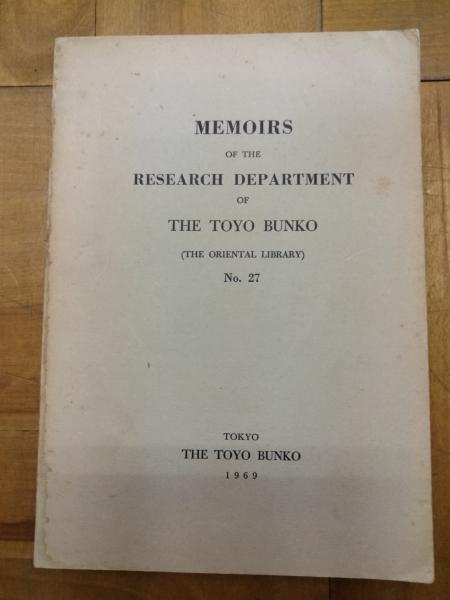 MEMOIRS
OF THE
RESEARCH DEPARTMENT
OF
THE TOYO BUNKO
(THE ORIENTAL LIBRARY)
No. 27
TOKYO
THE TOYO BUNKO
1969